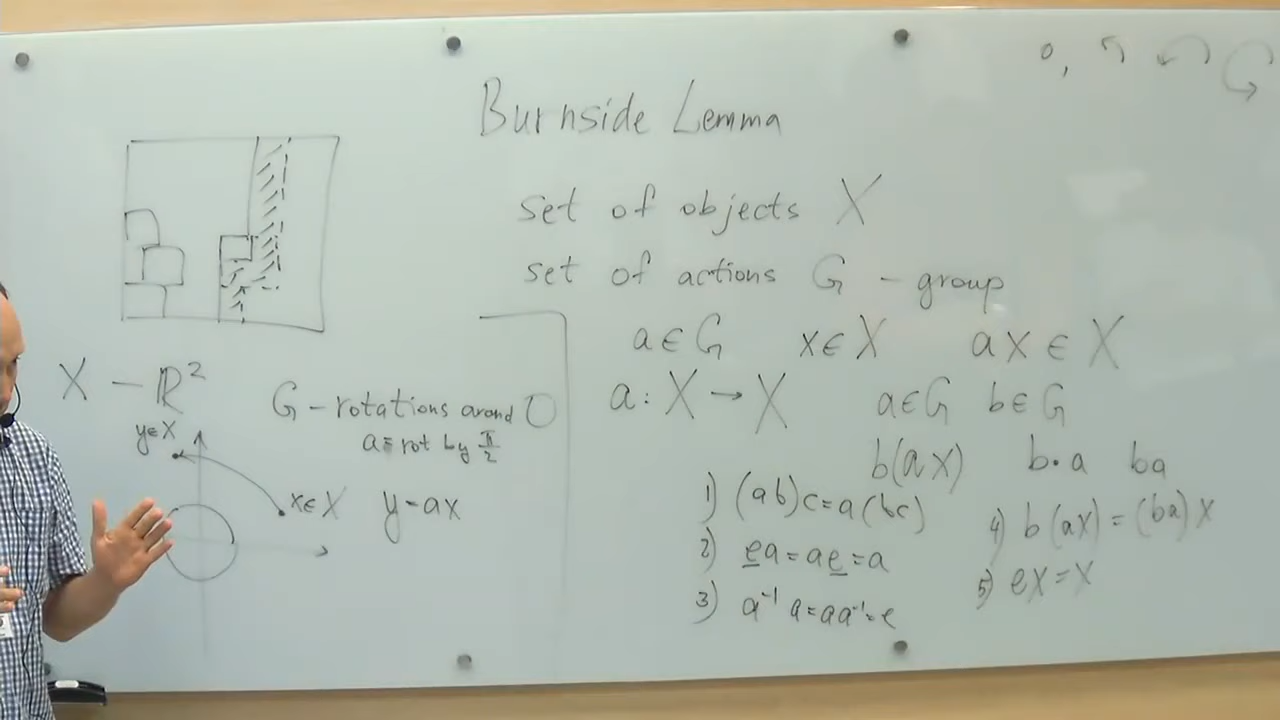 0,
Burnside Lemma
set of objects X
set of actions G - group
a ∈ G x ∈ X ax ∈ X
a: X → X a ∈ G b ∈ G
b(ax) b·a ba
1) (ab)c=a(bc)
2) ea=ae=a
3) a⁻¹a=aa⁻¹=e
4) b(ax)=(ba)x
5) ex=x
X - ℝ²
G - rotations around O
a = rot by π/2
y∈X
x∈X y=ax